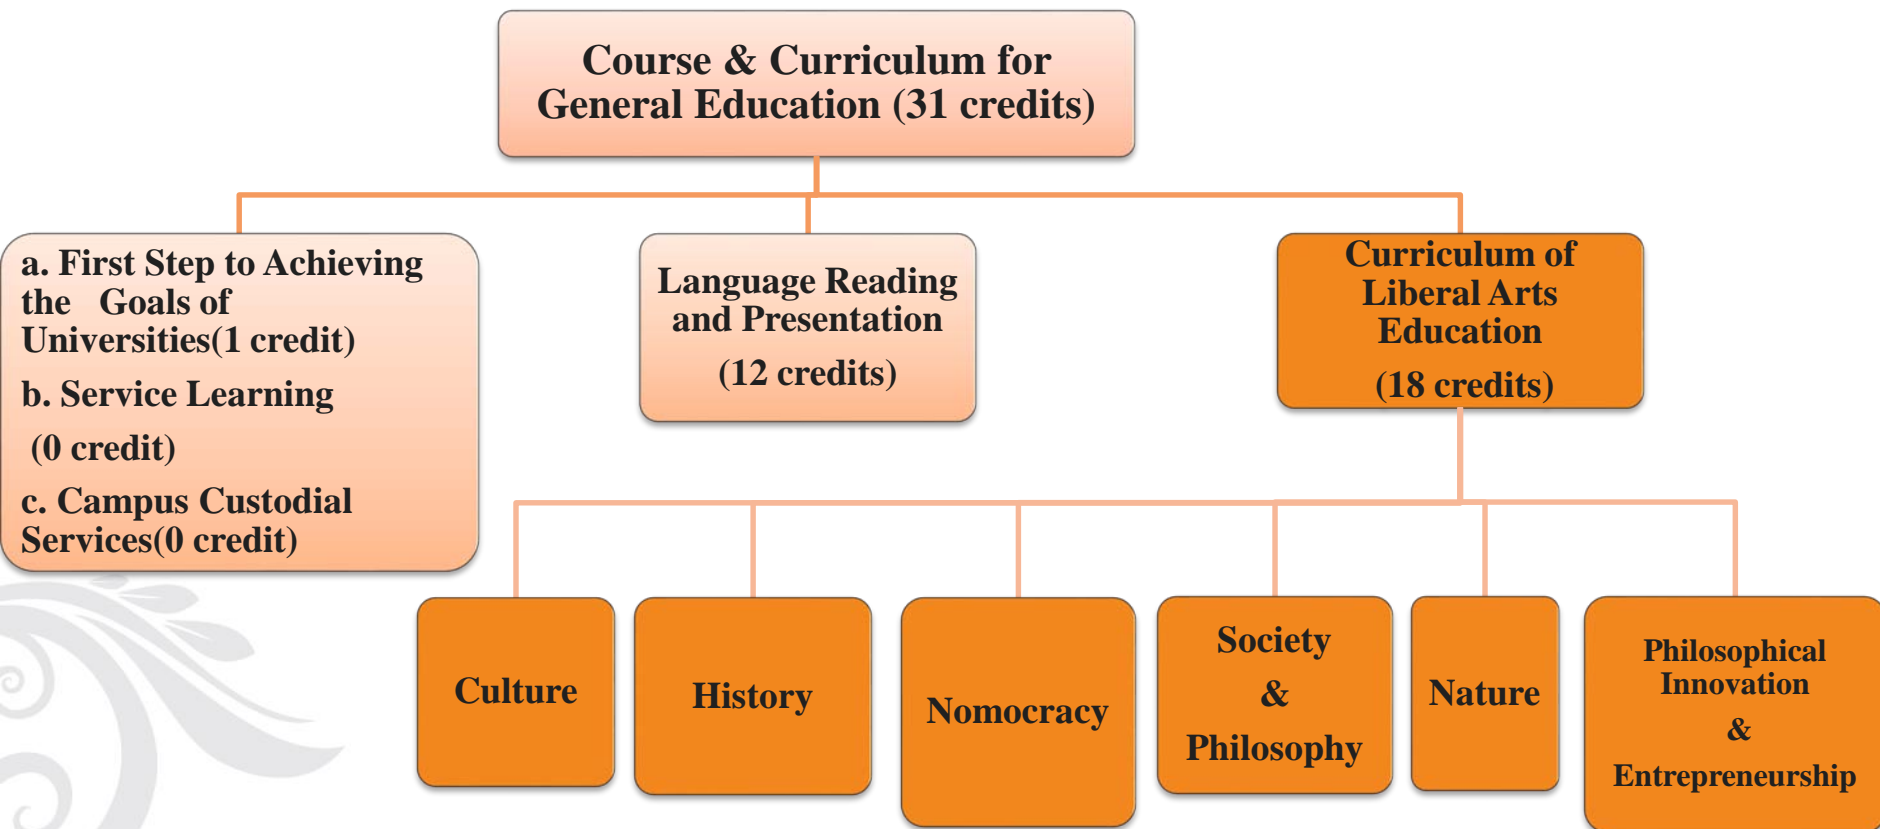 Course & Curriculum for
General Education (31 credits)
a. First Step to Achieving
the   Goals of
Universities(1 credit)
b. Service Learning
(0 credit)
c. Campus Custodial
Services(0 credit)
Language Reading
and Presentation
(12 credits)
Curriculum of
Liberal Arts
Education
(18 credits)
Culture
History
Nomocracy
Society
&
Philosophy
Nature
Philosophical
Innovation
&
Entrepreneurship